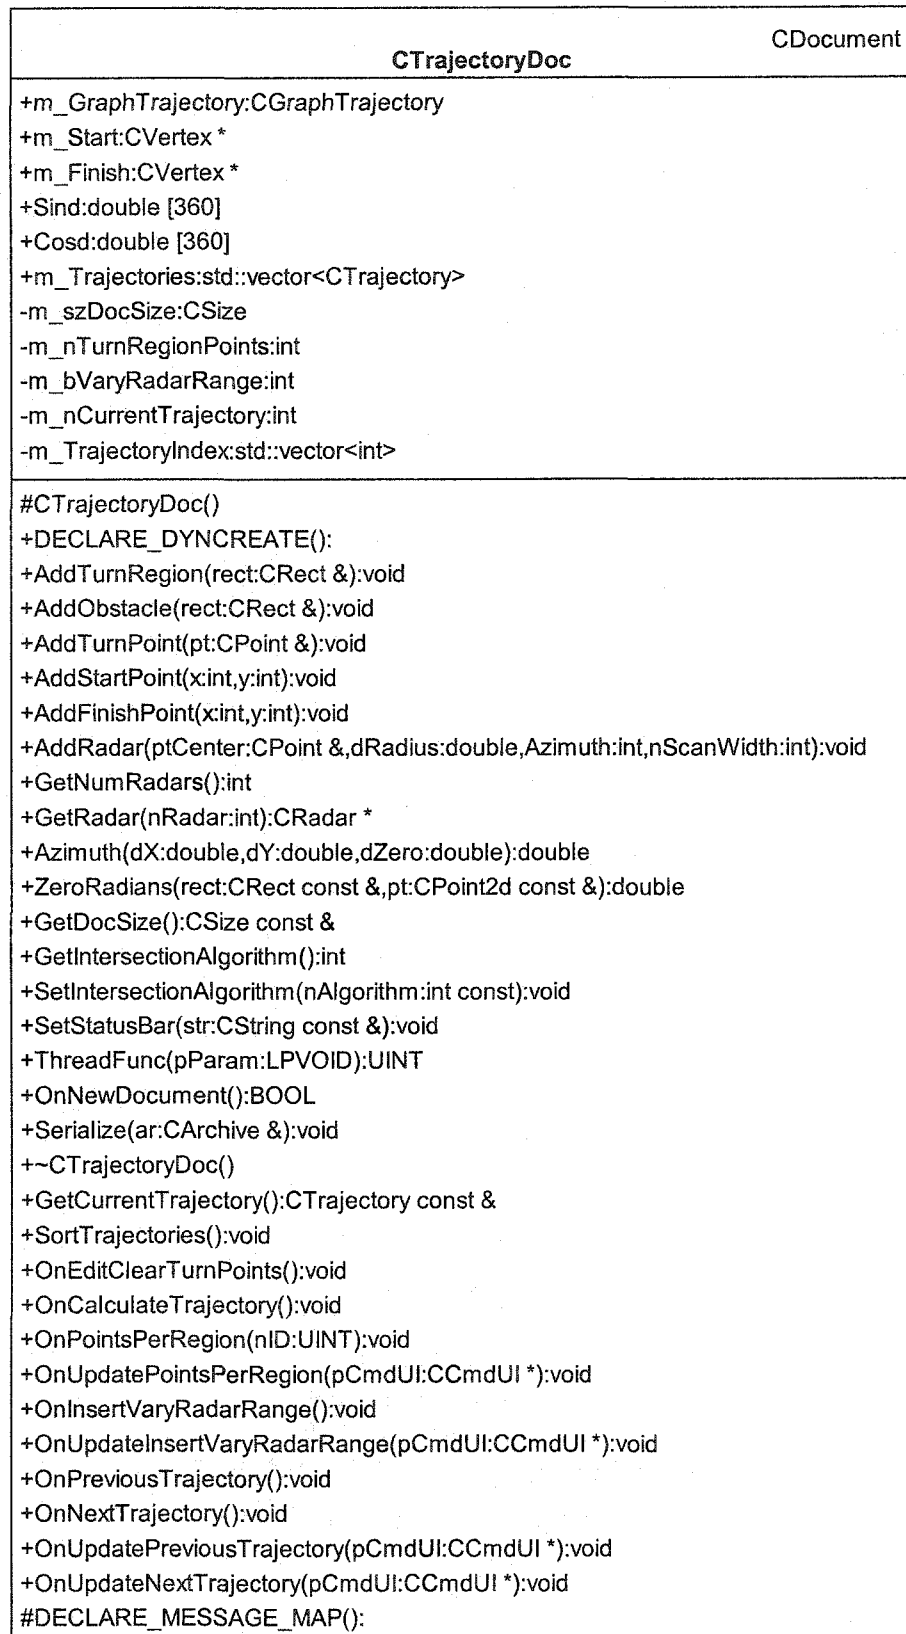 CDocument
CTrajectoryDoc
+m_GraphTrajectory:CGraphTrajectory
+m_Start:CVertex *
+m_Finish:CVertex *
+Sind:double [360]
+Cosd:double [360]
+m_Trajectories:std::vector<CTrajectory>
-m_szDocSize:CSize
-m_nTurnRegionPoints:int
-m_bVaryRadarRange:int
-m_nCurrentTrajectory:int
-m_TrajectoryIndex:std::vector<int>
#CTrajectoryDoc()
+DECLARE_DYNCREATE():
+AddTurnRegion(rect:CRect &):void
+AddObstacle(rect:CRect &):void
+AddTurnPoint(pt:CPoint &):void
+AddStartPoint(x:int,y:int):void
+AddFinishPoint(x:int,y:int):void
+AddRadar(ptCenter:CPoint &,dRadius:double,Azimuth:int,nScanWidth:int):void
+GetNumRadars():int
+GetRadar(nRadar:int):CRadar *
+Azimuth(dX:double,dY:double,dZero:double):double
+ZeroRadians(rect:CRect const &,pt:CPoint2d const &):double
+GetDocSize():CSize const &
+GetIntersectionAlgorithm():int
+SetIntersectionAlgorithm(nAlgorithm:int const):void
+SetStatusBar(str:CString const &):void
+ThreadFunc(pParam:LPVOID):UINT
+OnNewDocument():BOOL
+Serialize(ar:CArchive &):void
+~CTrajectoryDoc()
+GetCurrentTrajectory():CTrajectory const &
+SortTrajectories():void
+OnEditClearTurnPoints():void
+OnCalculateTrajectory():void
+OnPointsPerRegion(nID:UINT):void
+OnUpdatePointsPerRegion(pCmdUI:CCmdUI *):void
+OnInsertVaryRadarRange():void
+OnUpdateInsertVaryRadarRange(pCmdUI:CCmdUI *):void
+OnPreviousTrajectory():void
+OnNextTrajectory():void
+OnUpdatePreviousTrajectory(pCmdUI:CCmdUI *):void
+OnUpdateNextTrajectory(pCmdUI:CCmdUI *):void
#DECLARE_MESSAGE_MAP():